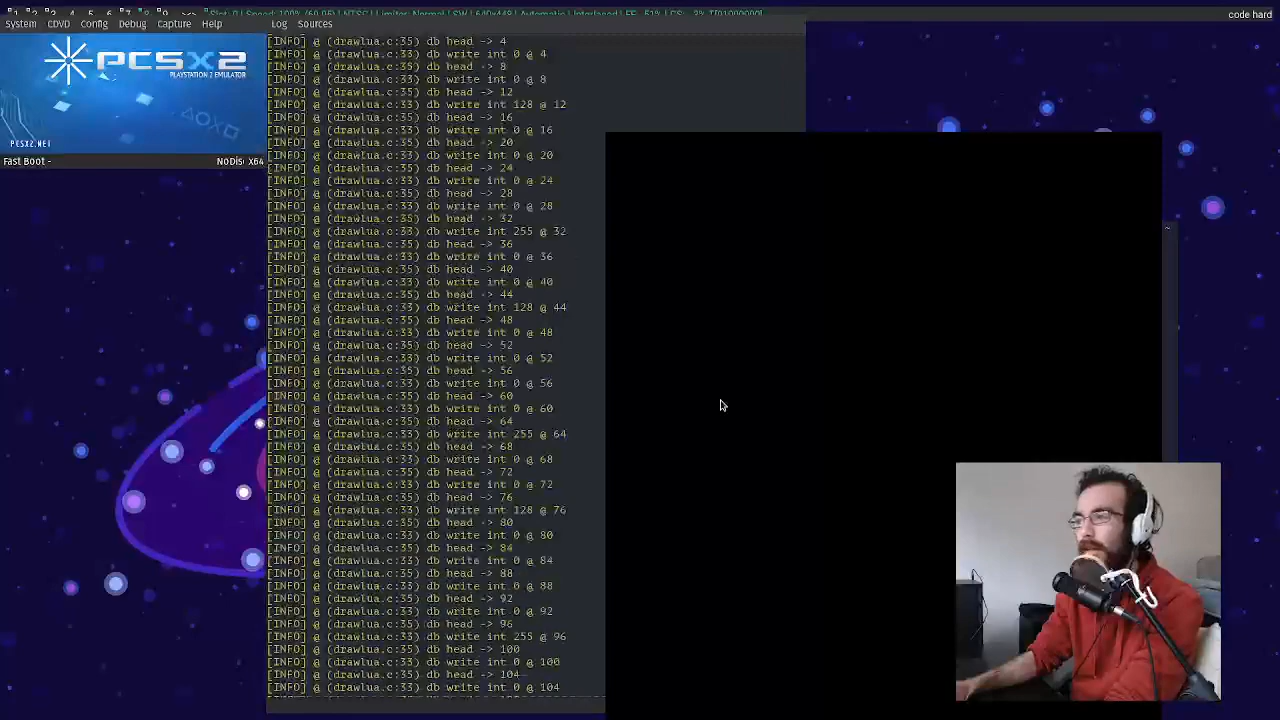 code hard
System CDVD Config Debug Capture Help
Log Sources
PCSX2
PLAYSTATION 2 EMULATOR
PCSX2.NET
Fast Boot -
NoDisc x64
[INFO] @ (drawlua.c:35) db head -> 4
[INFO] @ (drawlua.c:33) db write int 0 @ 4
[INFO] @ (drawlua.c:35) db head -> 8
[INFO] @ (drawlua.c:33) db write int 0 @ 8
[INFO] @ (drawlua.c:35) db head -> 12
[INFO] @ (drawlua.c:33) db write int 128 @ 12
[INFO] @ (drawlua.c:35) db head -> 16
[INFO] @ (drawlua.c:33) db write int 0 @ 16
[INFO] @ (drawlua.c:35) db head -> 20
[INFO] @ (drawlua.c:33) db write int 0 @ 20
[INFO] @ (drawlua.c:35) db head -> 24
[INFO] @ (drawlua.c:33) db write int 0 @ 24
[INFO] @ (drawlua.c:35) db head -> 28
[INFO] @ (drawlua.c:33) db write int 0 @ 28
[INFO] @ (drawlua.c:35) db head -> 32
[INFO] @ (drawlua.c:33) db write int 255 @ 32
[INFO] @ (drawlua.c:35) db head -> 36
[INFO] @ (drawlua.c:33) db write int 0 @ 36
[INFO] @ (drawlua.c:35) db head -> 40
[INFO] @ (drawlua.c:33) db write int 0 @ 40
[INFO] @ (drawlua.c:35) db head -> 44
[INFO] @ (drawlua.c:33) db write int 128 @ 44
[INFO] @ (drawlua.c:35) db head -> 48
[INFO] @ (drawlua.c:33) db write int 0 @ 48
[INFO] @ (drawlua.c:35) db head -> 52
[INFO] @ (drawlua.c:33) db write int 0 @ 52
[INFO] @ (drawlua.c:35) db head -> 56
[INFO] @ (drawlua.c:33) db write int 0 @ 56
[INFO] @ (drawlua.c:35) db head -> 60
[INFO] @ (drawlua.c:33) db write int 0 @ 60
[INFO] @ (drawlua.c:35) db head -> 64
[INFO] @ (drawlua.c:33) db write int 255 @ 64
[INFO] @ (drawlua.c:35) db head -> 68
[INFO] @ (drawlua.c:33) db write int 0 @ 68
[INFO] @ (drawlua.c:35) db head -> 72
[INFO] @ (drawlua.c:33) db write int 0 @ 72
[INFO] @ (drawlua.c:35) db head -> 76
[INFO] @ (drawlua.c:33) db write int 128 @ 76
[INFO] @ (drawlua.c:35) db head -> 80
[INFO] @ (drawlua.c:33) db write int 0 @ 80
[INFO] @ (drawlua.c:35) db head -> 84
[INFO] @ (drawlua.c:33) db write int 0 @ 84
[INFO] @ (drawlua.c:35) db head -> 88
[INFO] @ (drawlua.c:33) db write int 0 @ 88
[INFO] @ (drawlua.c:35) db head -> 92
[INFO] @ (drawlua.c:33) db write int 0 @ 92
[INFO] @ (drawlua.c:35) db head -> 96
[INFO] @ (drawlua.c:33) db write int 255 @ 96
[INFO] @ (drawlua.c:35) db head -> 100
[INFO] @ (drawlua.c:33) db write int 0 @ 100
[INFO] @ (drawlua.c:35) db head -> 104
[INFO] @ (drawlua.c:33) db write int 0 @ 104